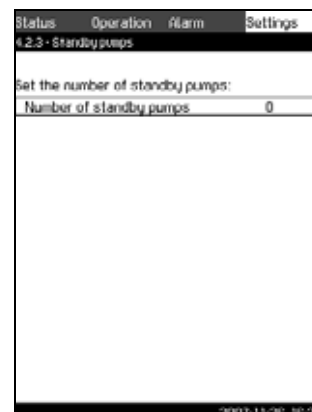 Status Operation Alarm Settings
4.2.3 - Standby pumps
Set the number of standby pumps:
Number of standby pumps 0